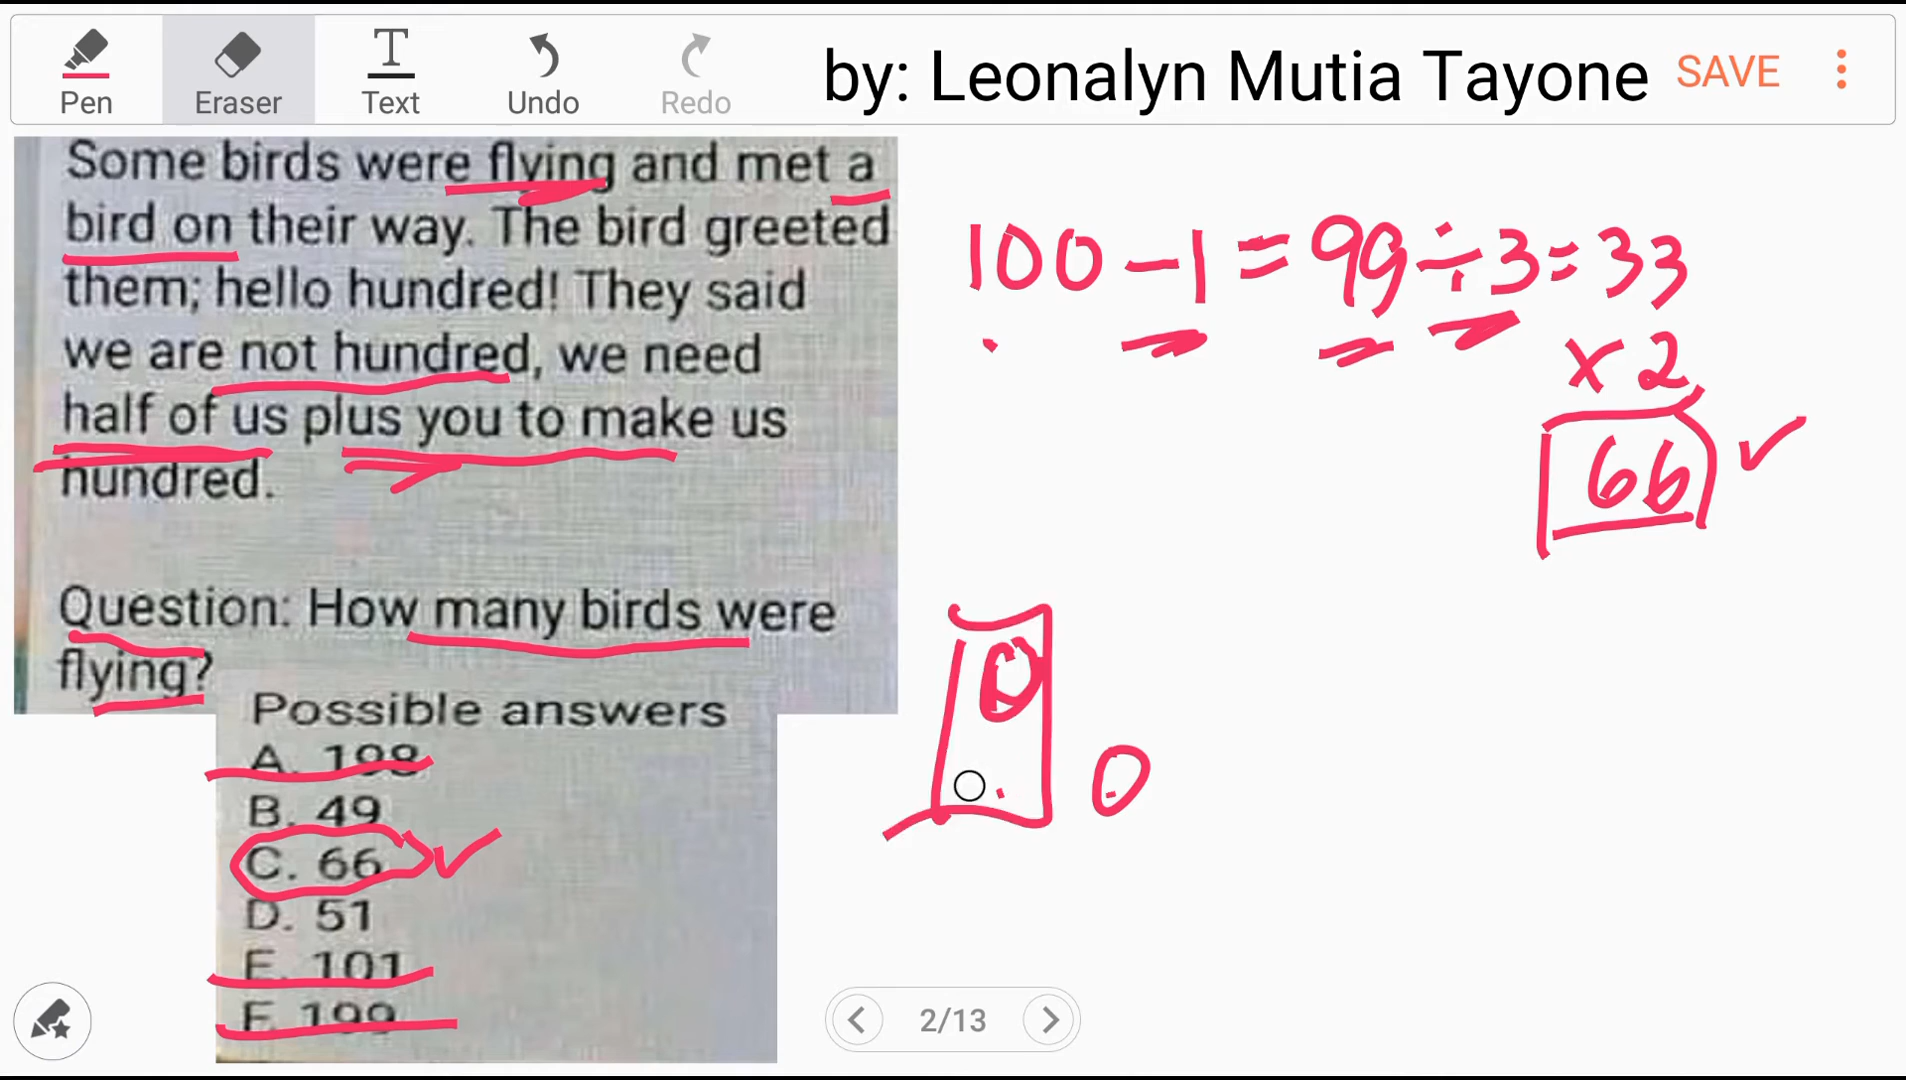 Pen
Eraser
T
Text
Undo
Redo
by: Leonalyn Mutia Tayone
SAVE
Some birds were flying and met a
bird on their way. The bird greeted
them; hello hundred! They said
we are not hundred, we need
half of us plus you to make us
hundred.
Question: How many birds were
flying?
Possible answers
A. 198
B. 49
C. 66
D. 51
E. 101
F. 199
100 - 1 = 99 ÷ 3 = 33
x 2
66
2/13